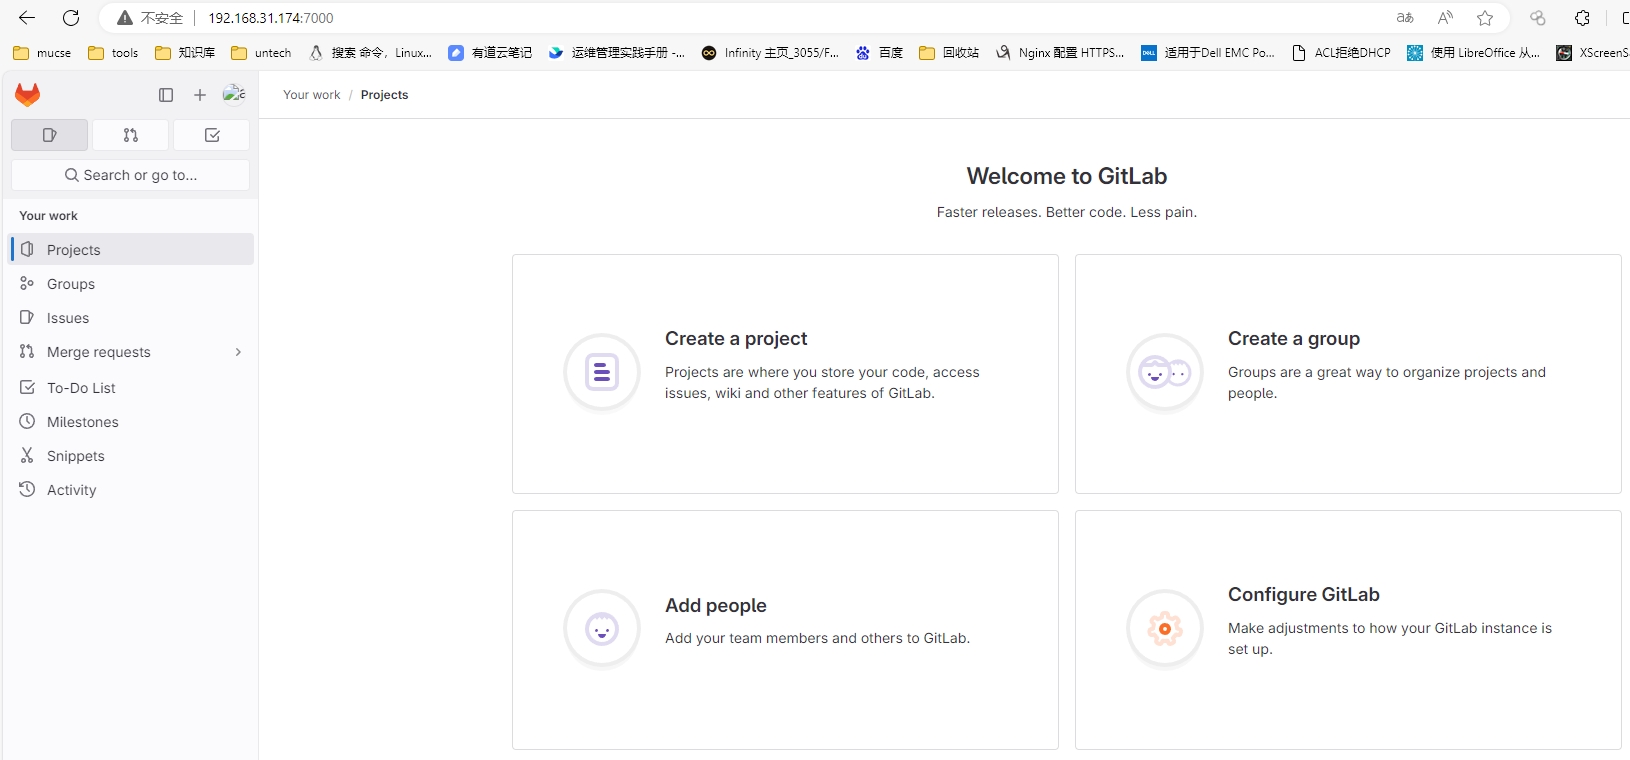 不安全 192.168.31.174:7000 aあ A
mucse tools 知识库 untech 搜索 命令，Linux... 有道云笔记 运维管理实践手册 -... Infinity 主页_3055/F... 百度 回收站 Nginx 配置 HTTPS... DELL 适用于Dell EMC Po... ACL拒绝DHCP 使用 LibreOffice 从... XScreenS
Your work / Projects
Search or go to...
Your work
Projects
Groups
Issues
Merge requests
To-Do List
Milestones
Snippets
Activity
Welcome to GitLab
Faster releases. Better code. Less pain.
Create a project
Projects are where you store your code, access
issues, wiki and other features of GitLab.
Create a group
Groups are a great way to organize projects and
people.
Add people
Add your team members and others to GitLab.
Configure GitLab
Make adjustments to how your GitLab instance is
set up.